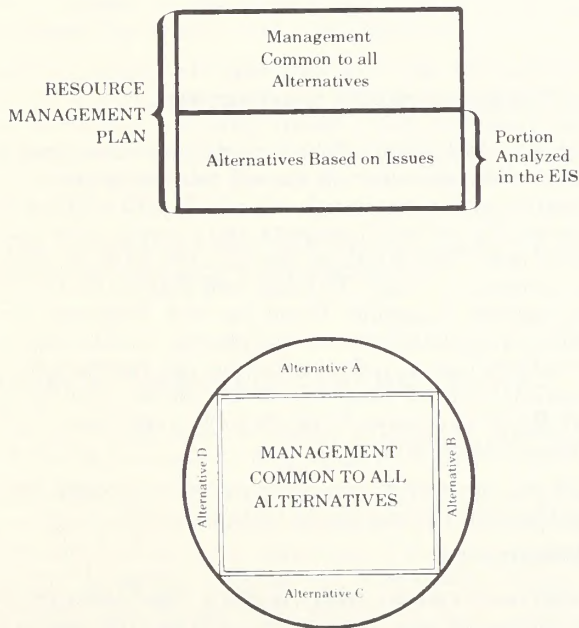 Management
Common to all
Alternatives
RESOURCE
MANAGEMENT
PLAN
Alternatives Based on Issues
Portion
Analyzed
in the EIS
Alternative A
Alternative D
MANAGEMENT
COMMON TO ALL
ALTERNATIVES
Alternative B
Alternative C